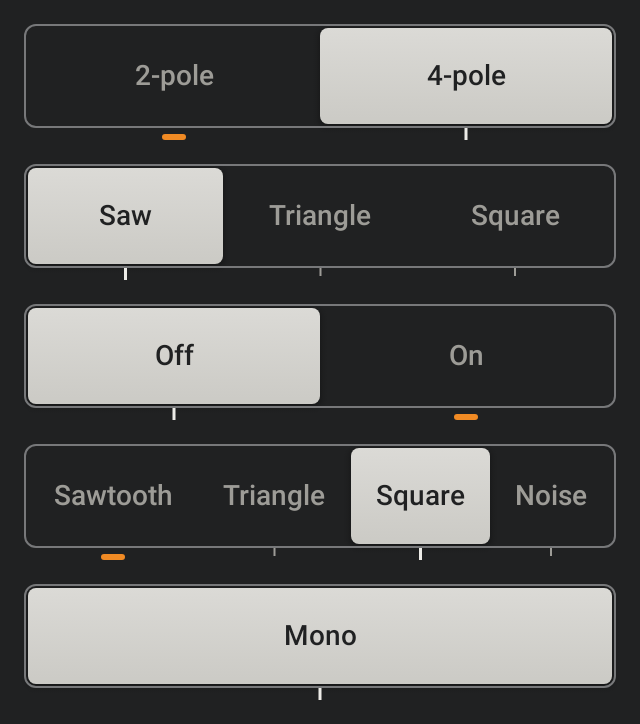 2-pole 4-pole
Saw Triangle Square
Off On
Sawtooth Triangle Square Noise
Mono